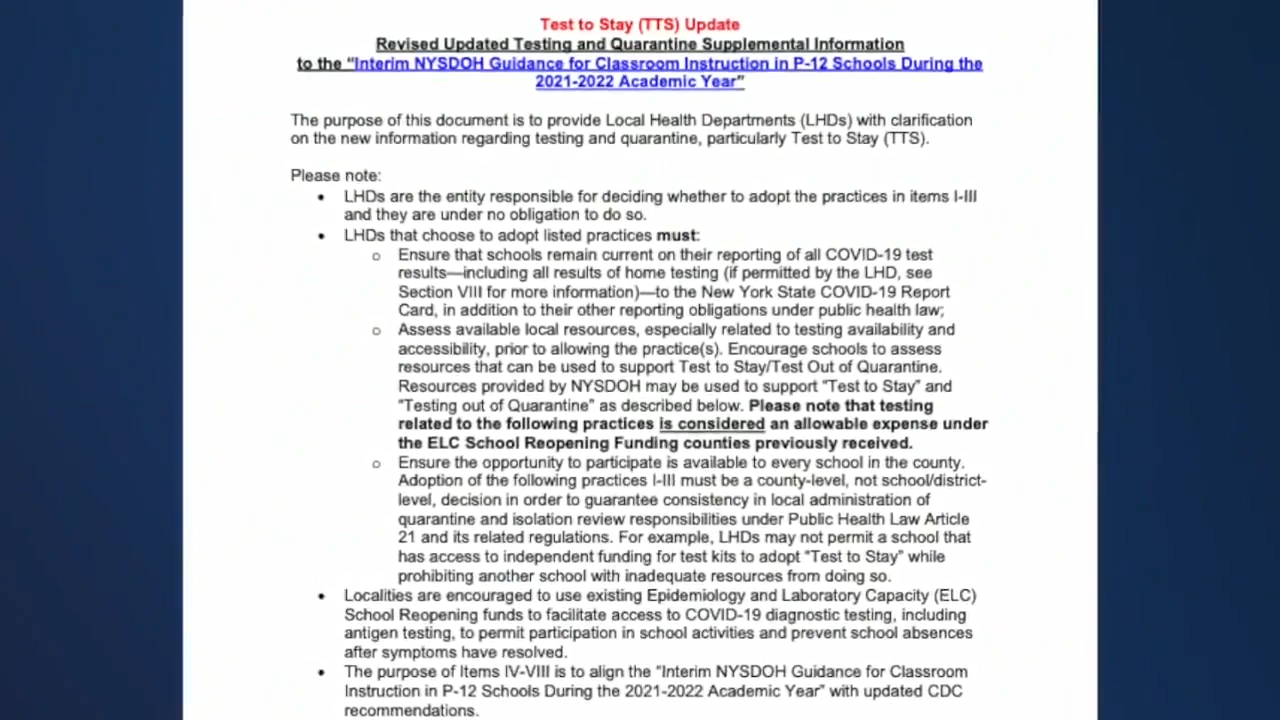 Test to Stay (TTS) Update
Revised Updated Testing and Quarantine Supplemental Information
to the "Interim NYSDOH Guidance for Classroom Instruction in P-12 Schools During the
2021-2022 Academic Year"
The purpose of this document is to provide Local Health Departments (LHDs) with clarification
on the new information regarding testing and quarantine, particularly Test to Stay (TTS).
Please note:
• LHDs are the entity responsible for deciding whether to adopt the practices in items I-III
and they are under no obligation to do so.
• LHDs that choose to adopt listed practices must:
o Ensure that schools remain current on their reporting of all COVID-19 test
results—including all results of home testing (if permitted by the LHD, see
Section VIII for more information)—to the New York State COVID-19 Report
Card, in addition to their other reporting obligations under public health law;
o Assess available local resources, especially related to testing availability and
accessibility, prior to allowing the practice(s). Encourage schools to assess
resources that can be used to support Test to Stay/Test Out of Quarantine.
Resources provided by NYSDOH may be used to support "Test to Stay" and
"Testing out of Quarantine" as described below. Please note that testing
related to the following practices is considered an allowable expense under
the ELC School Reopening Funding counties previously received.
o Ensure the opportunity to participate is available to every school in the county.
Adoption of the following practices I-III must be a county-level, not school/district-
level, decision in order to guarantee consistency in local administration of
quarantine and isolation review responsibilities under Public Health Law Article
21 and its related regulations. For example, LHDs may not permit a school that
has access to independent funding for test kits to adopt "Test to Stay" while
prohibiting another school with inadequate resources from doing so.
• Localities are encouraged to use existing Epidemiology and Laboratory Capacity (ELC)
School Reopening funds to facilitate access to COVID-19 diagnostic testing, including
antigen testing, to permit participation in school activities and prevent school absences
after symptoms have resolved.
• The purpose of Items IV-VIII is to align the "Interim NYSDOH Guidance for Classroom
Instruction in P-12 Schools During the 2021-2022 Academic Year" with updated CDC
recommendations.